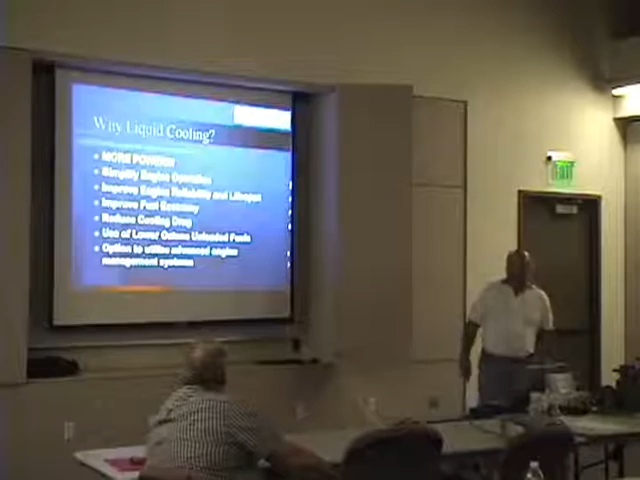 Why Liquid Cooling?
• MORE POWER!!
• Simplify Engine Operation
• Improve Engine Reliability and Lifespan
• Improve Fuel Economy
• Reduce Cooling Drag
• Use of Lower Octane Unleaded Fuels
• Option to utilize advanced engine
management systems
EXIT